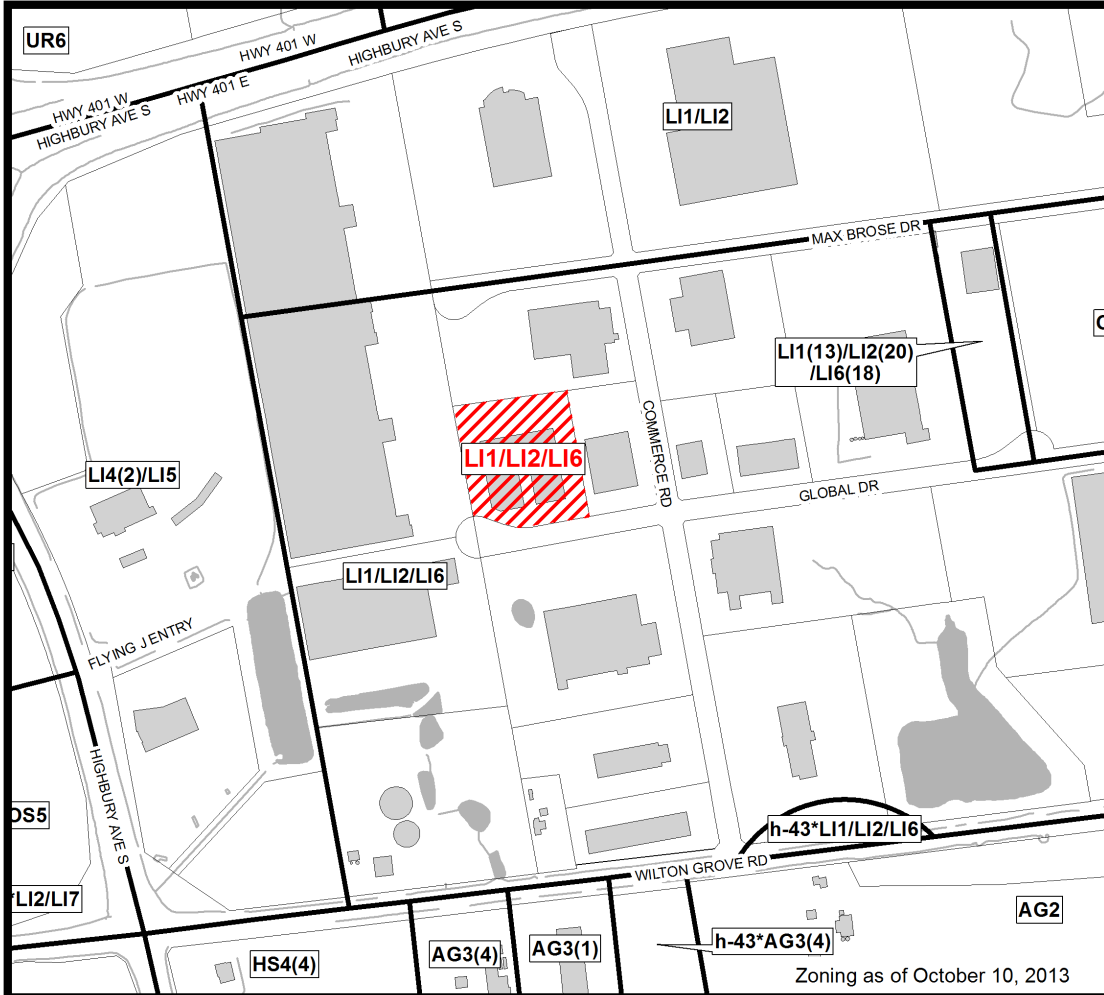 UR6
HWY 401 W
HIGHBURY AVE S
HWY 401 W
HWY 401 E
HIGHBURY AVE S
LI1/LI2
MAX BROSE DR
LI1(13)/LI2(20)
/LI6(18)
COMMERCE RD
LI1/LI2/LI6
LI4(2)/LI5
GLOBAL DR
LI1/LI2/LI6
FLYING J ENTRY
HIGHBURY AVE S
OS5
h-43*LI1/LI2/LI6
WILTON GROVE RD
*LI2/LI7
AG2
h-43*AG3(4)
AG3(4)
AG3(1)
HS4(4)
Zoning as of October 10, 2013